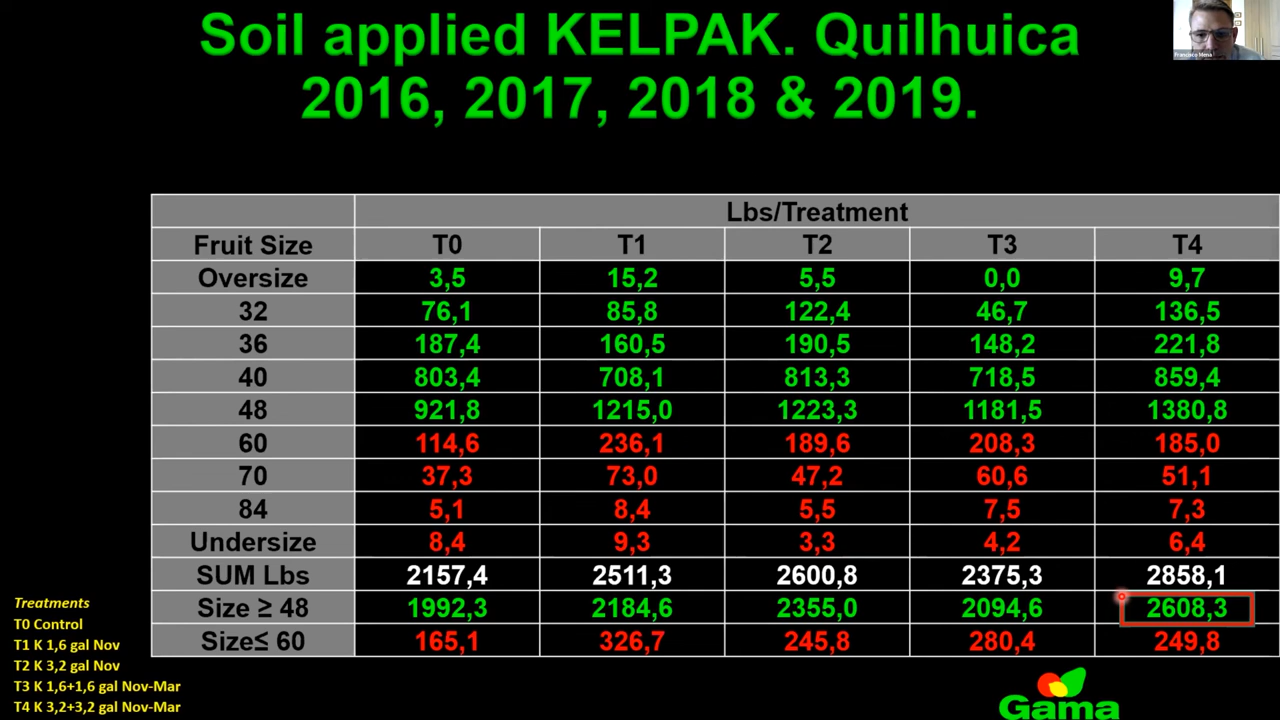 Soil applied KELPAK. Quilhuica
2016, 2017, 2018 & 2019.
Francisco Mena
Lbs/Treatment
Fruit Size T0 T1 T2 T3 T4
Oversize 3,5 15,2 5,5 0,0 9,7
32 76,1 85,8 122,4 46,7 136,5
36 187,4 160,5 190,5 148,2 221,8
40 803,4 708,1 813,3 718,5 859,4
48 921,8 1215,0 1223,3 1181,5 1380,8
60 114,6 236,1 189,6 208,3 185,0
70 37,3 73,0 47,2 60,6 51,1
84 5,1 8,4 5,5 7,5 7,3
Undersize 8,4 9,3 3,3 4,2 6,4
SUM Lbs 2157,4 2511,3 2600,8 2375,3 2858,1
Size ≥ 48 1992,3 2184,6 2355,0 2094,6 2608,3
Size≤ 60 165,1 326,7 245,8 280,4 249,8
Treatments
T0 Control
T1 K 1,6 gal Nov
T2 K 3,2 gal Nov
T3 K 1,6+1,6 gal Nov-Mar
T4 K 3,2+3,2 gal Nov-Mar
Gama